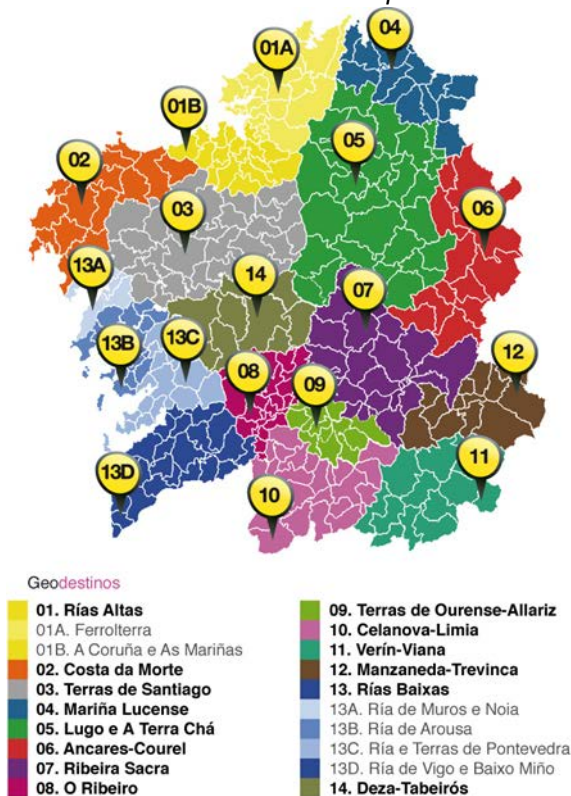 04
01A
01B
05
02
03
06
13A
14
07
13B
13C
12
08
09
13D
10
11
Geodestinos
01. Rías Altas
01A. Ferrolterra
01B. A Coruña e As Mariñas
02. Costa da Morte
03. Terras de Santiago
04. Mariña Lucense
05. Lugo e A Terra Chá
06. Ancares-Courel
07. Ribeira Sacra
08. O Ribeiro
09. Terras de Ourense-Allariz
10. Celanova-Limia
11. Verín-Viana
12. Manzaneda-Trevinca
13. Rías Baixas
13A. Ría de Muros e Noia
13B. Ría de Arousa
13C. Ría e Terras de Pontevedra
13D. Ría de Vigo e Baixo Miño
14. Deza-Tabeirós